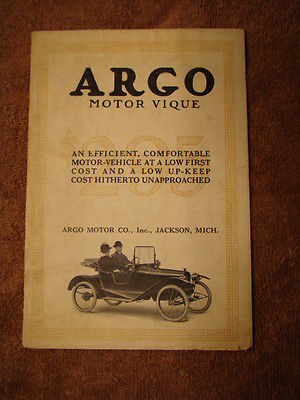 ARGO
MOTOR VIQUE
$295
AN EFFICIENT, COMFORTABLE
MOTOR-VEHICLE AT A LOW FIRST
COST AND A LOW UP-KEEP
COST HITHERTO UNAPPROACHED
ARGO MOTOR CO., Inc., JACKSON, MICH.